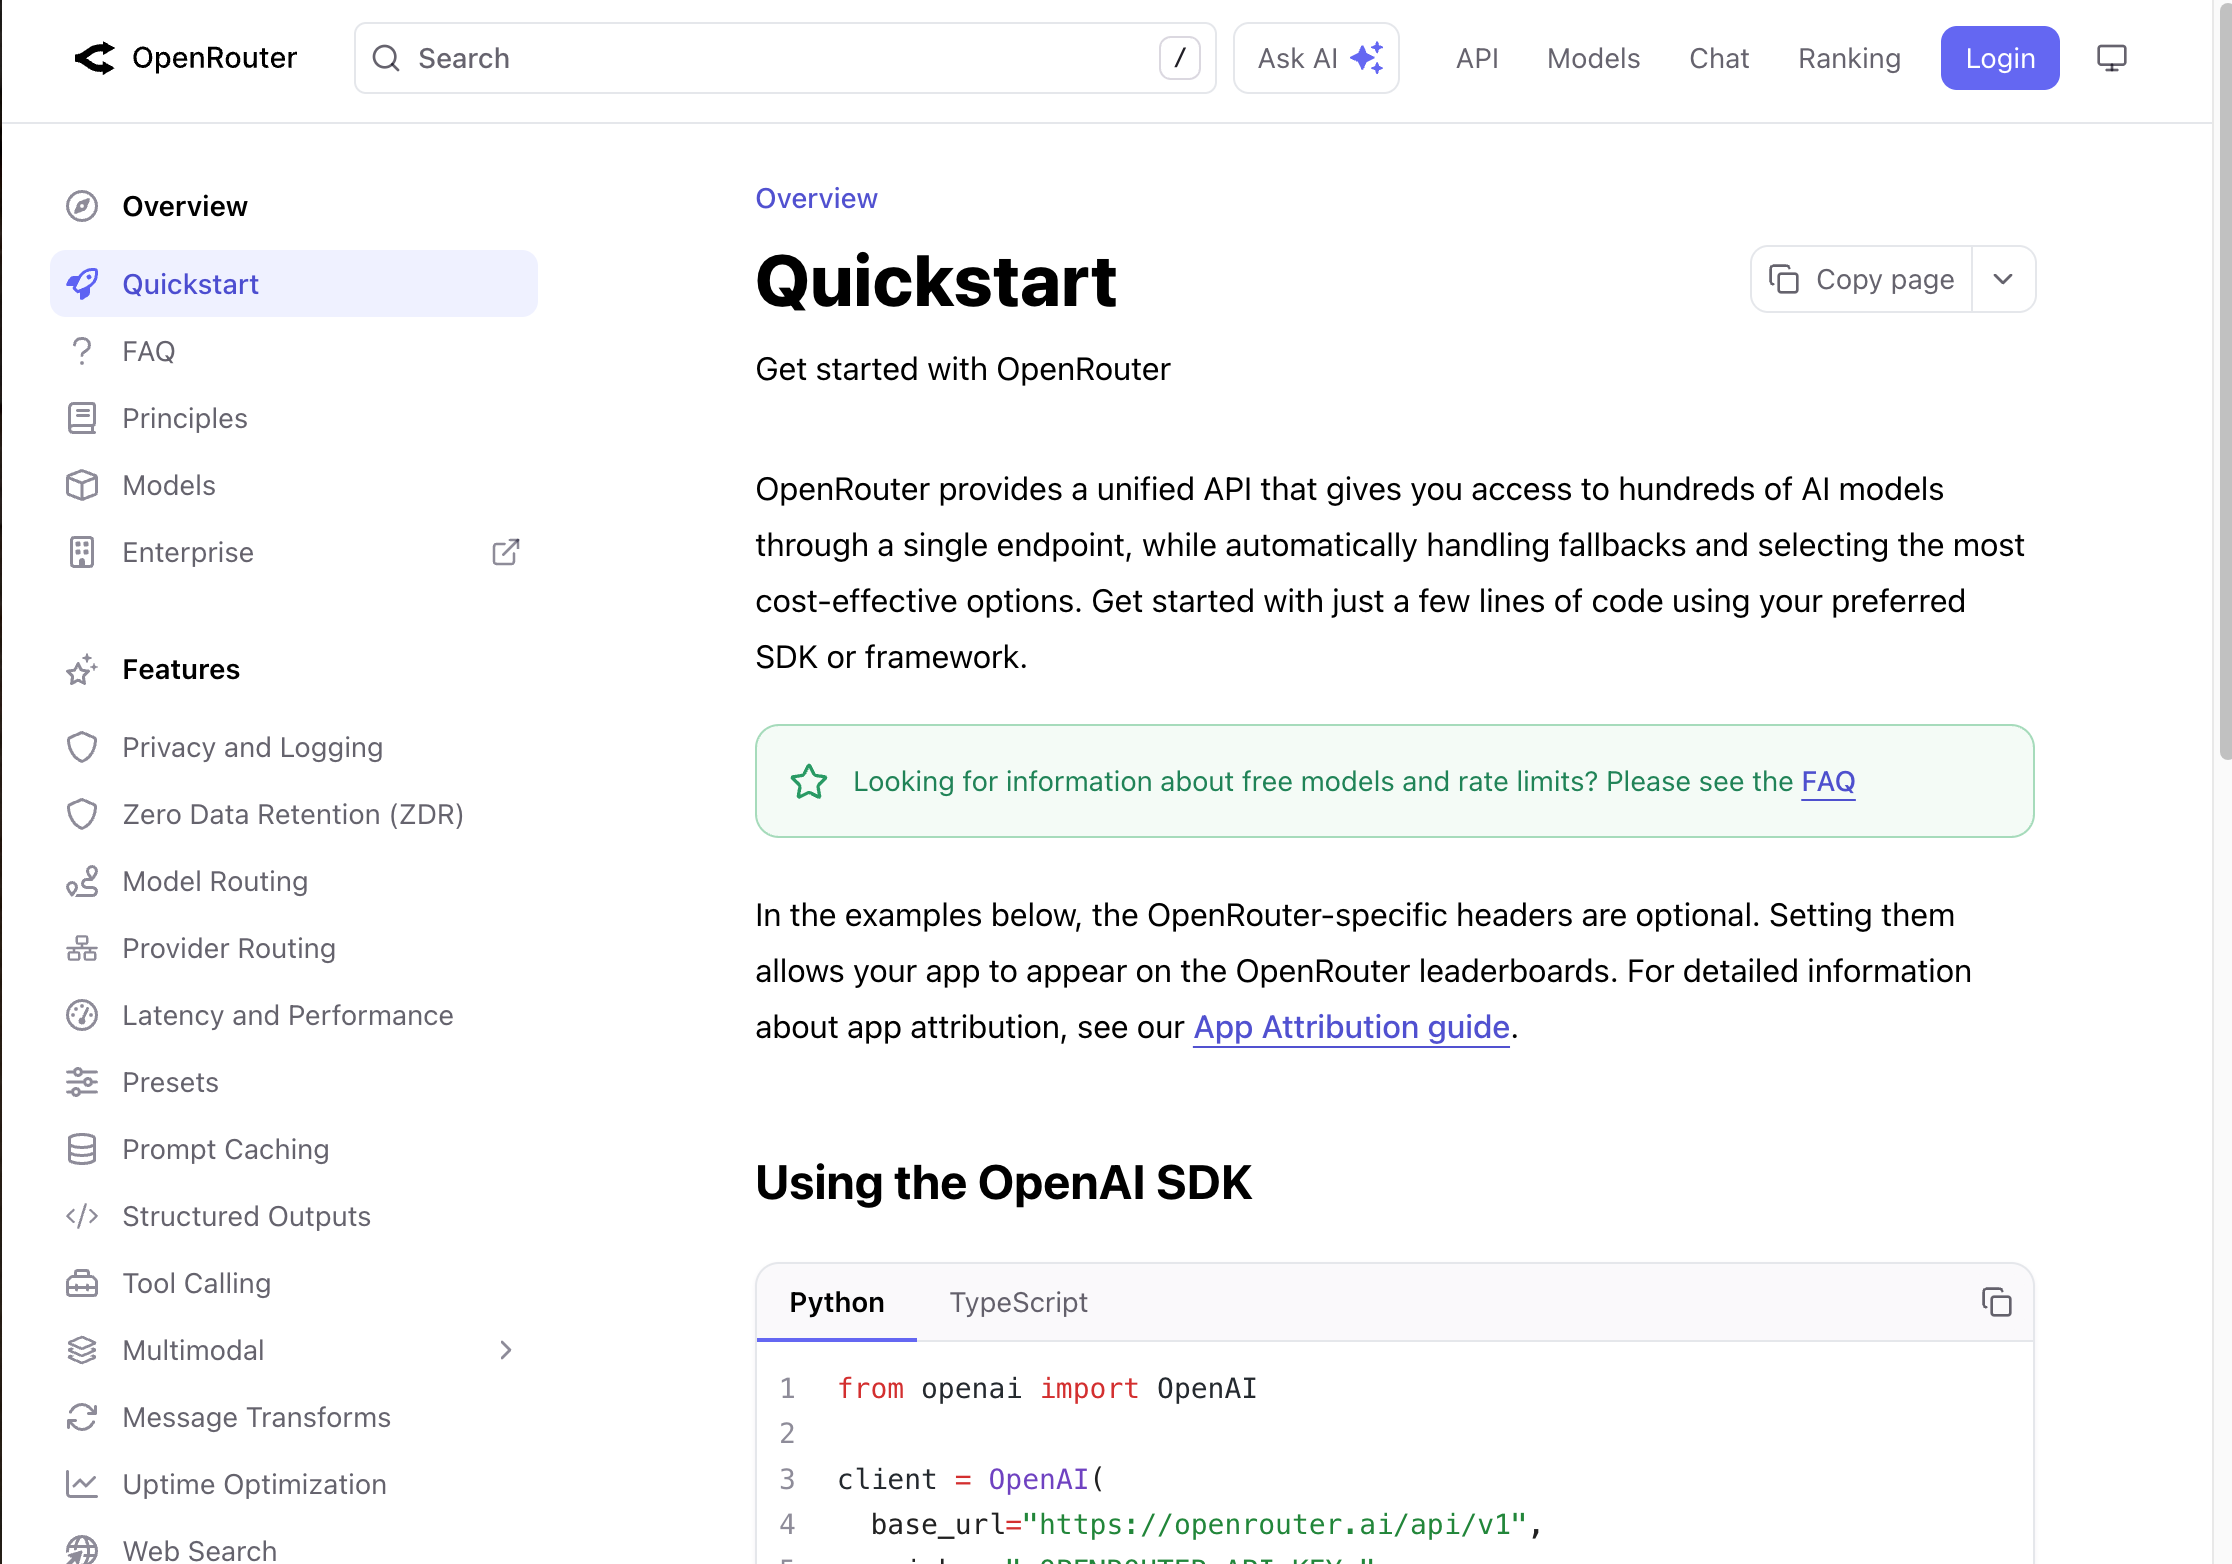 OpenRouter
Search
/
Ask AI
API
Models
Chat
Ranking
Login
Overview
Quickstart
FAQ
Principles
Models
Enterprise
Features
Privacy and Logging
Zero Data Retention (ZDR)
Model Routing
Provider Routing
Latency and Performance
Presets
Prompt Caching
Structured Outputs
Tool Calling
Multimodal
Message Transforms
Uptime Optimization
Web Search
Overview
Quickstart
Copy page
Get started with OpenRouter
OpenRouter provides a unified API that gives you access to hundreds of AI models
through a single endpoint, while automatically handling fallbacks and selecting the most
cost-effective options. Get started with just a few lines of code using your preferred
SDK or framework.
Looking for information about free models and rate limits? Please see the FAQ
In the examples below, the OpenRouter-specific headers are optional. Setting them
allows your app to appear on the OpenRouter leaderboards. For detailed information
about app attribution, see our App Attribution guide.
Using the OpenAI SDK
Python
TypeScript
1 from openai import OpenAI
2
3 client = OpenAI(
4 base_url="https://openrouter.ai/api/v1",